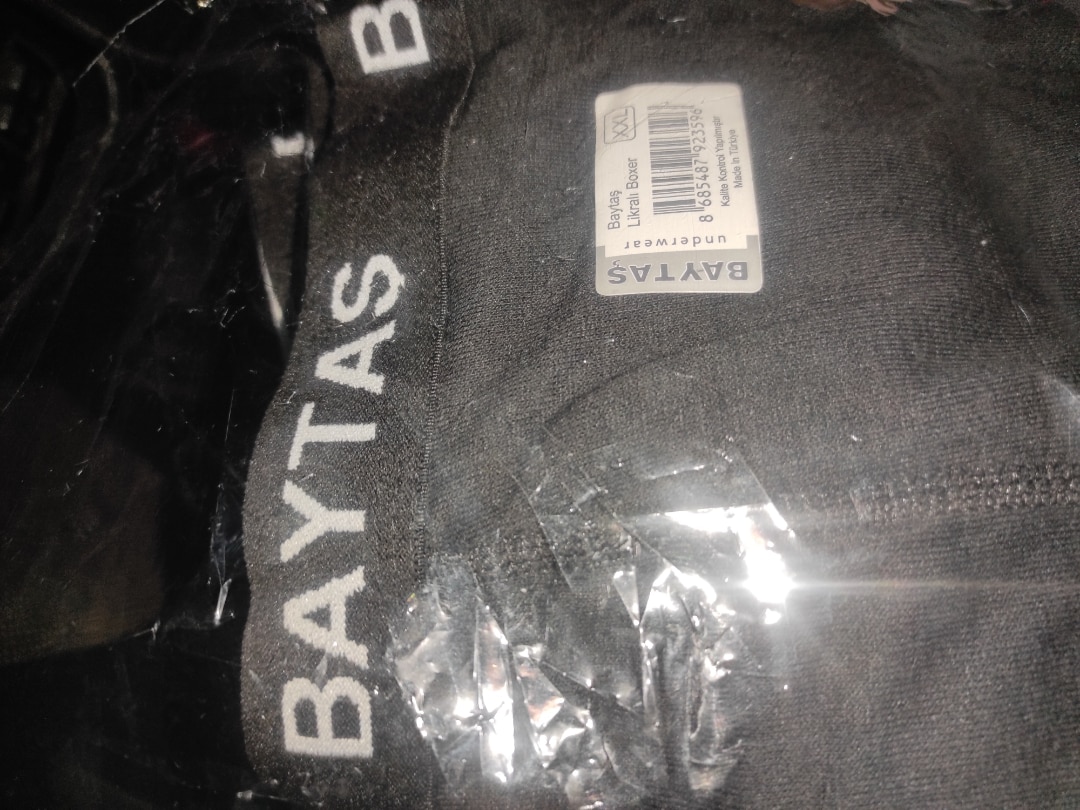 B
BAYTAS
XXL
Baytaş
Likralı Boxer
8 685487 923596
Kalite Kontrol Yapılmıştır
Made In Türkiye
underwear
BAYTAŞ